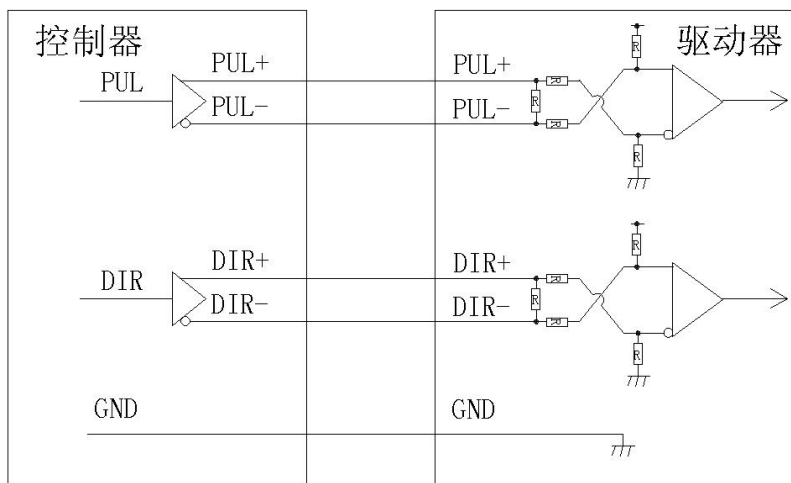 控制器
驱动器
PUL
PUL+
PUL-
PUL+
PUL-
R
R
R
R
R
DIR
DIR+
DIR-
DIR+
DIR-
R
R
R
R
R
GND
GND